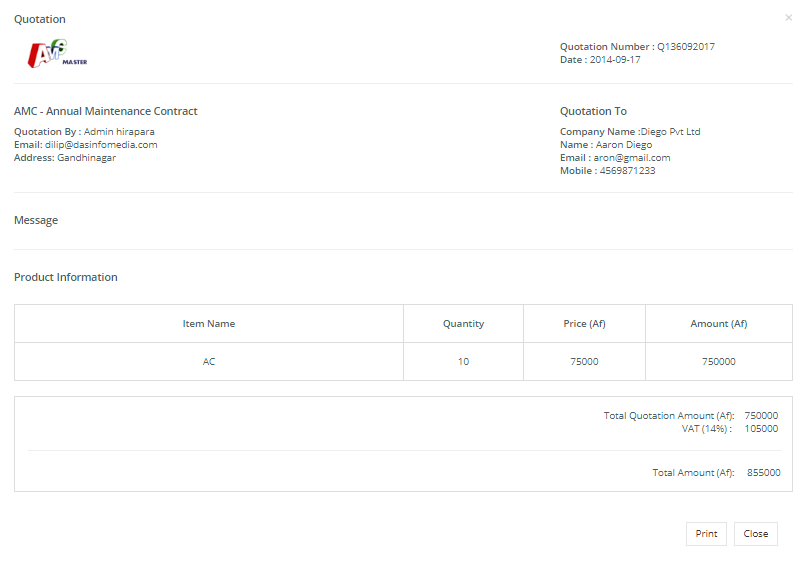 Quotation
×
AMC
MASTER
Quotation Number : Q136092017
Date : 2014-09-17
AMC - Annual Maintenance Contract
Quotation By : Admin hirapara
Email: dilip@dasinfomedia.com
Address: Gandhinagar
Quotation To
Company Name :Diego Pvt Ltd
Name : Aaron Diego
Email : aron@gmail.com
Mobile : 4569871233
Message
Product Information
Item Name Quantity Price (Af) Amount (Af)
AC 10 75000 750000
Total Quotation Amount (Af): 750000
VAT (14%) : 105000
Total Amount (Af): 855000
Print Close